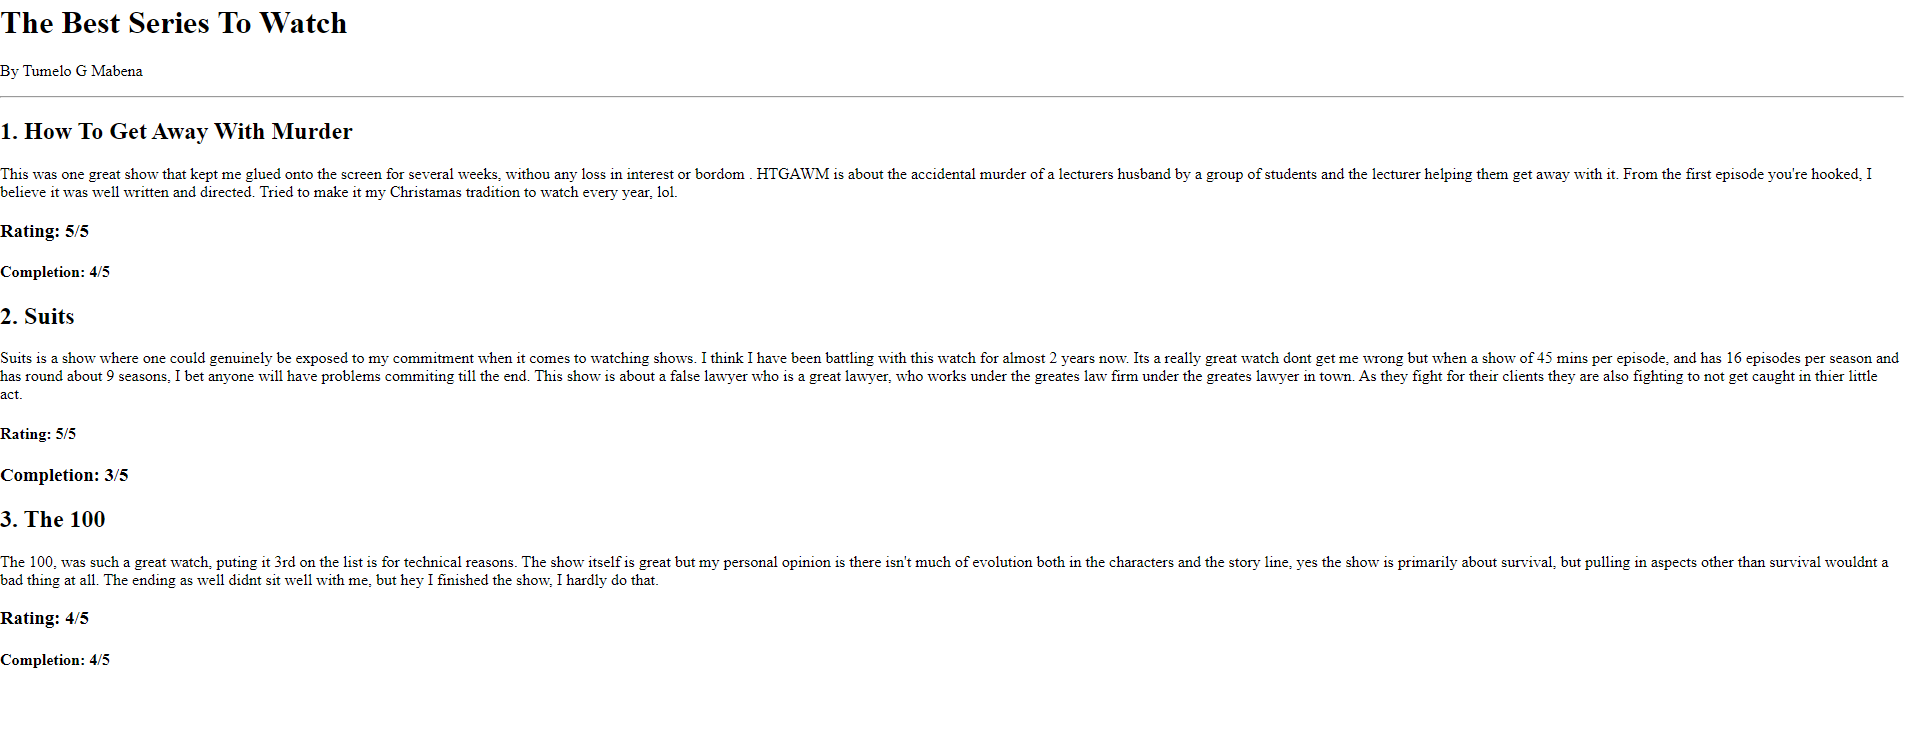 The Best Series To Watch
By Tumelo G Mabena
1. How To Get Away With Murder
This was one great show that kept me glued onto the screen for several weeks, withou any loss in interest or bordom . HTGAWM is about the accidental murder of a lecturers husband by a group of students and the lecturer helping them get away with it. From the first episode you're hooked, I
believe it was well written and directed. Tried to make it my Christamas tradition to watch every year, lol.
Rating: 5/5
Completion: 4/5
2. Suits
Suits is a show where one could genuinely be exposed to my commitment when it comes to watching shows. I think I have been battling with this watch for almost 2 years now. Its a really great watch dont get me wrong but when a show of 45 mins per episode, and has 16 episodes per season and
has round about 9 seasons, I bet anyone will have problems commiting till the end. This show is about a false lawyer who is a great lawyer, who works under the greates law firm under the greates lawyer in town. As they fight for their clients they are also fighting to not get caught in thier little
act.
Rating: 5/5
Completion: 3/5
3. The 100
The 100, was such a great watch, puting it 3rd on the list is for technical reasons. The show itself is great but my personal opinion is there isn't much of evolution both in the characters and the story line, yes the show is primarily about survival, but pulling in aspects other than survival wouldnt a
bad thing at all. The ending as well didnt sit well with me, but hey I finished the show, I hardly do that.
Rating: 4/5
Completion: 4/5